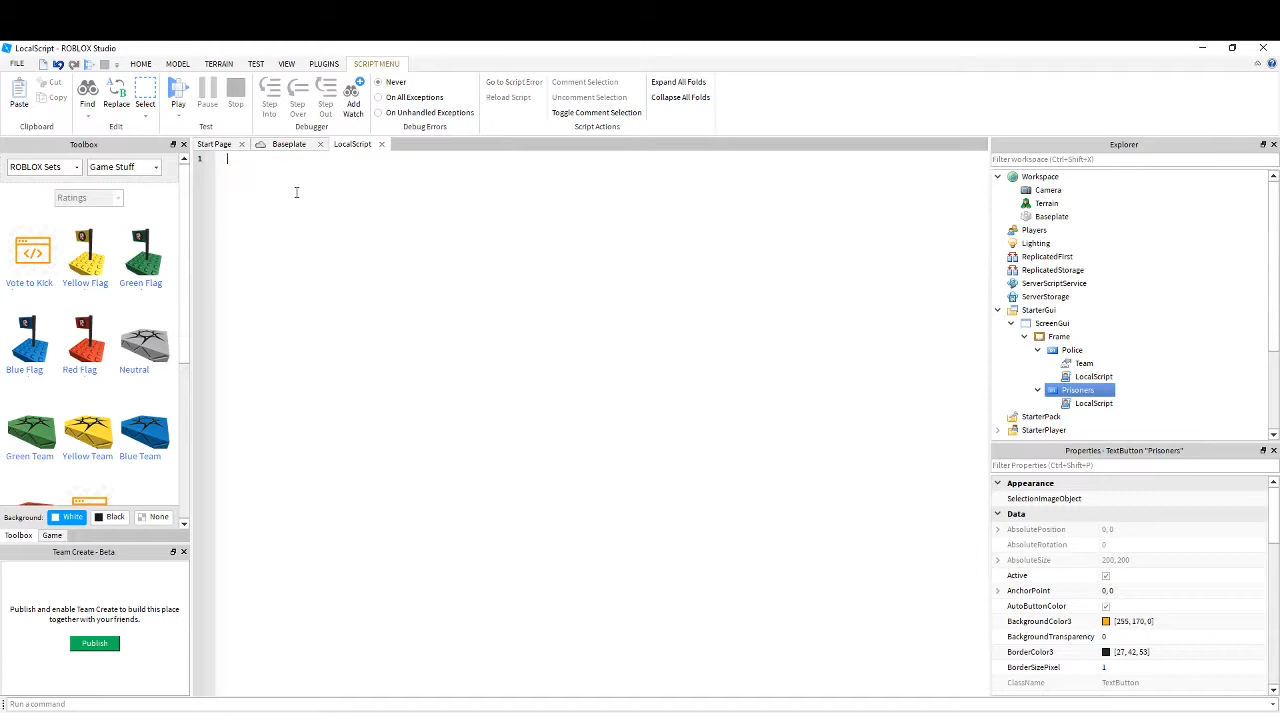 LocalScript - ROBLOX Studio
FILE HOME MODEL TERRAIN TEST VIEW PLUGINS SCRIPT MENU
Paste Cut Copy
Clipboard
Find Replace Select
Edit
Play Pause Stop
Test
Step Into Step Over Step Out Add Watch
Debugger
Never
On All Exceptions
On Unhandled Exceptions
Debug Errors
Go to Script Error Comment Selection Expand All Folds
Reload Script Uncomment Selection Collapse All Folds
Toggle Comment Selection
Script Actions
Toolbox
ROBLOX Sets Game Stuff
Ratings
Vote to Kick Yellow Flag Green Flag
Blue Flag Red Flag Neutral
Green Team Yellow Team Blue Team
Background: White Black None
Toolbox Game
Team Create - Beta
Publish and enable Team Create to build this place
together with your friends.
Publish
Start Page Baseplate LocalScript
1
Explorer
Filter workspace (Ctrl+Shift+X)
Workspace
Camera
Terrain
Baseplate
Players
Lighting
ReplicatedFirst
ReplicatedStorage
ServerScriptService
ServerStorage
StarterGui
ScreenGui
Frame
Police
Team
LocalScript
Prisoners
LocalScript
StarterPack
StarterPlayer
Properties - TextButton "Prisoners"
Filter Properties (Ctrl+Shift+P)
Appearance
SelectionImageObject
Data
AbsolutePosition 0, 0
AbsoluteRotation 0
AbsoluteSize 200, 200
Active
AnchorPoint 0, 0
AutoButtonColor
BackgroundColor3 [255, 170, 0]
BackgroundTransparency 0
BorderColor3 [27, 42, 53]
BorderSizePixel 1
ClassName TextButton
Run a command